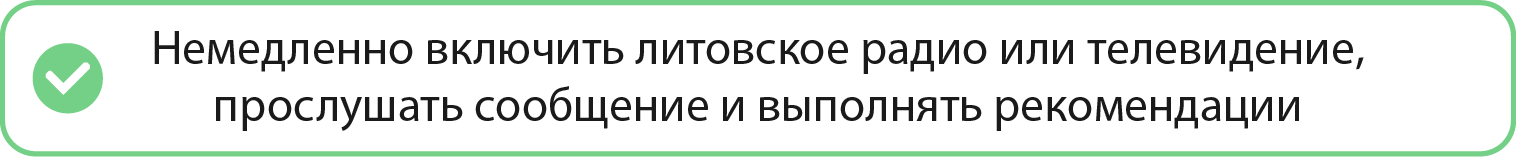 Немедленно включить литовское радио или телевидение,
прослушать сообщение и выполнять рекомендации